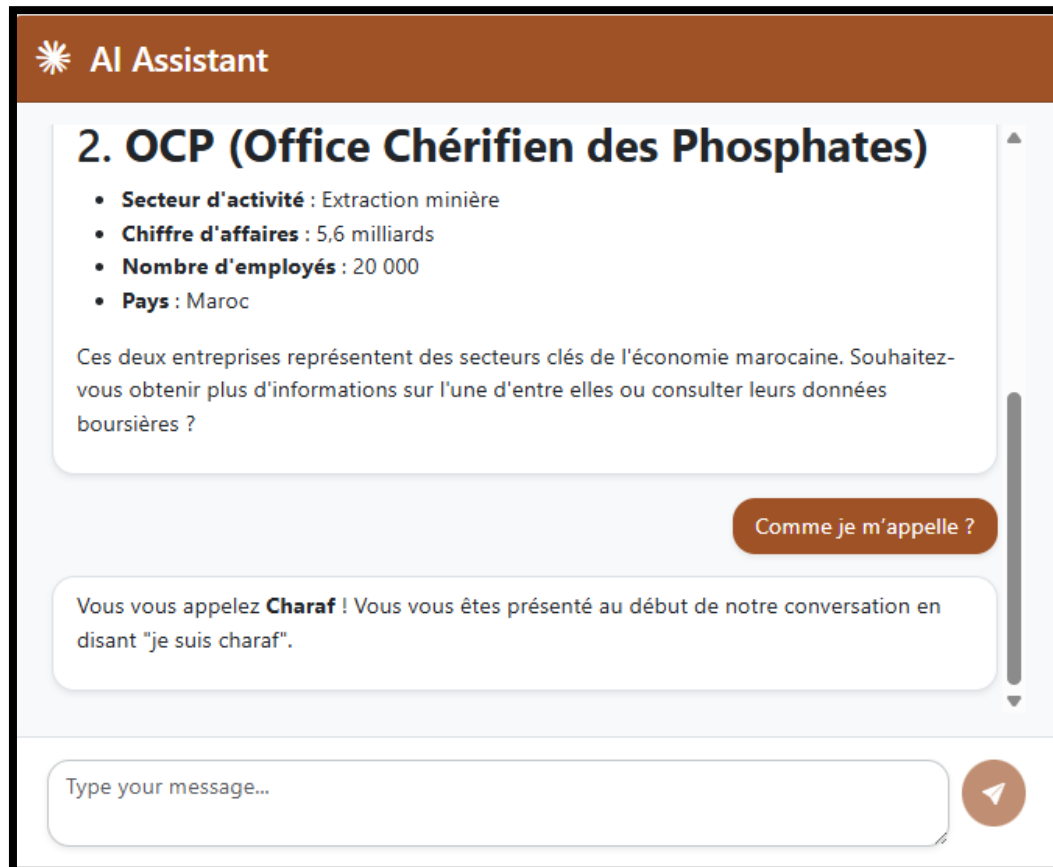 AI Assistant
2. OCP (Office Chérifien des Phosphates)
• Secteur d'activité : Extraction minière
• Chiffre d'affaires : 5,6 milliards
• Nombre d'employés : 20 000
• Pays : Maroc
Ces deux entreprises représentent des secteurs clés de l'économie marocaine. Souhaitez-
vous obtenir plus d'informations sur l'une d'entre elles ou consulter leurs données
boursières ?
Comme je m'appelle ?
Vous vous appelez Charaf ! Vous vous êtes présenté au début de notre conversation en
disant "je suis charaf".
Type your message...